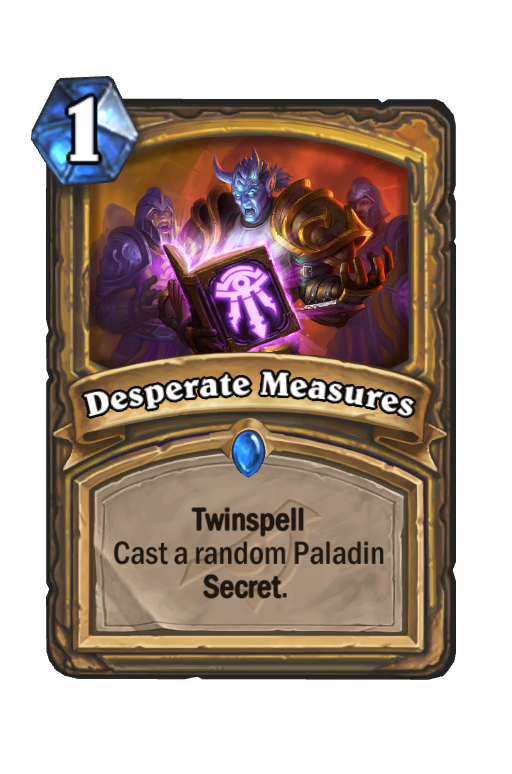 1
Desperate Measures
Twinspell
Cast a random Paladin
Secret.